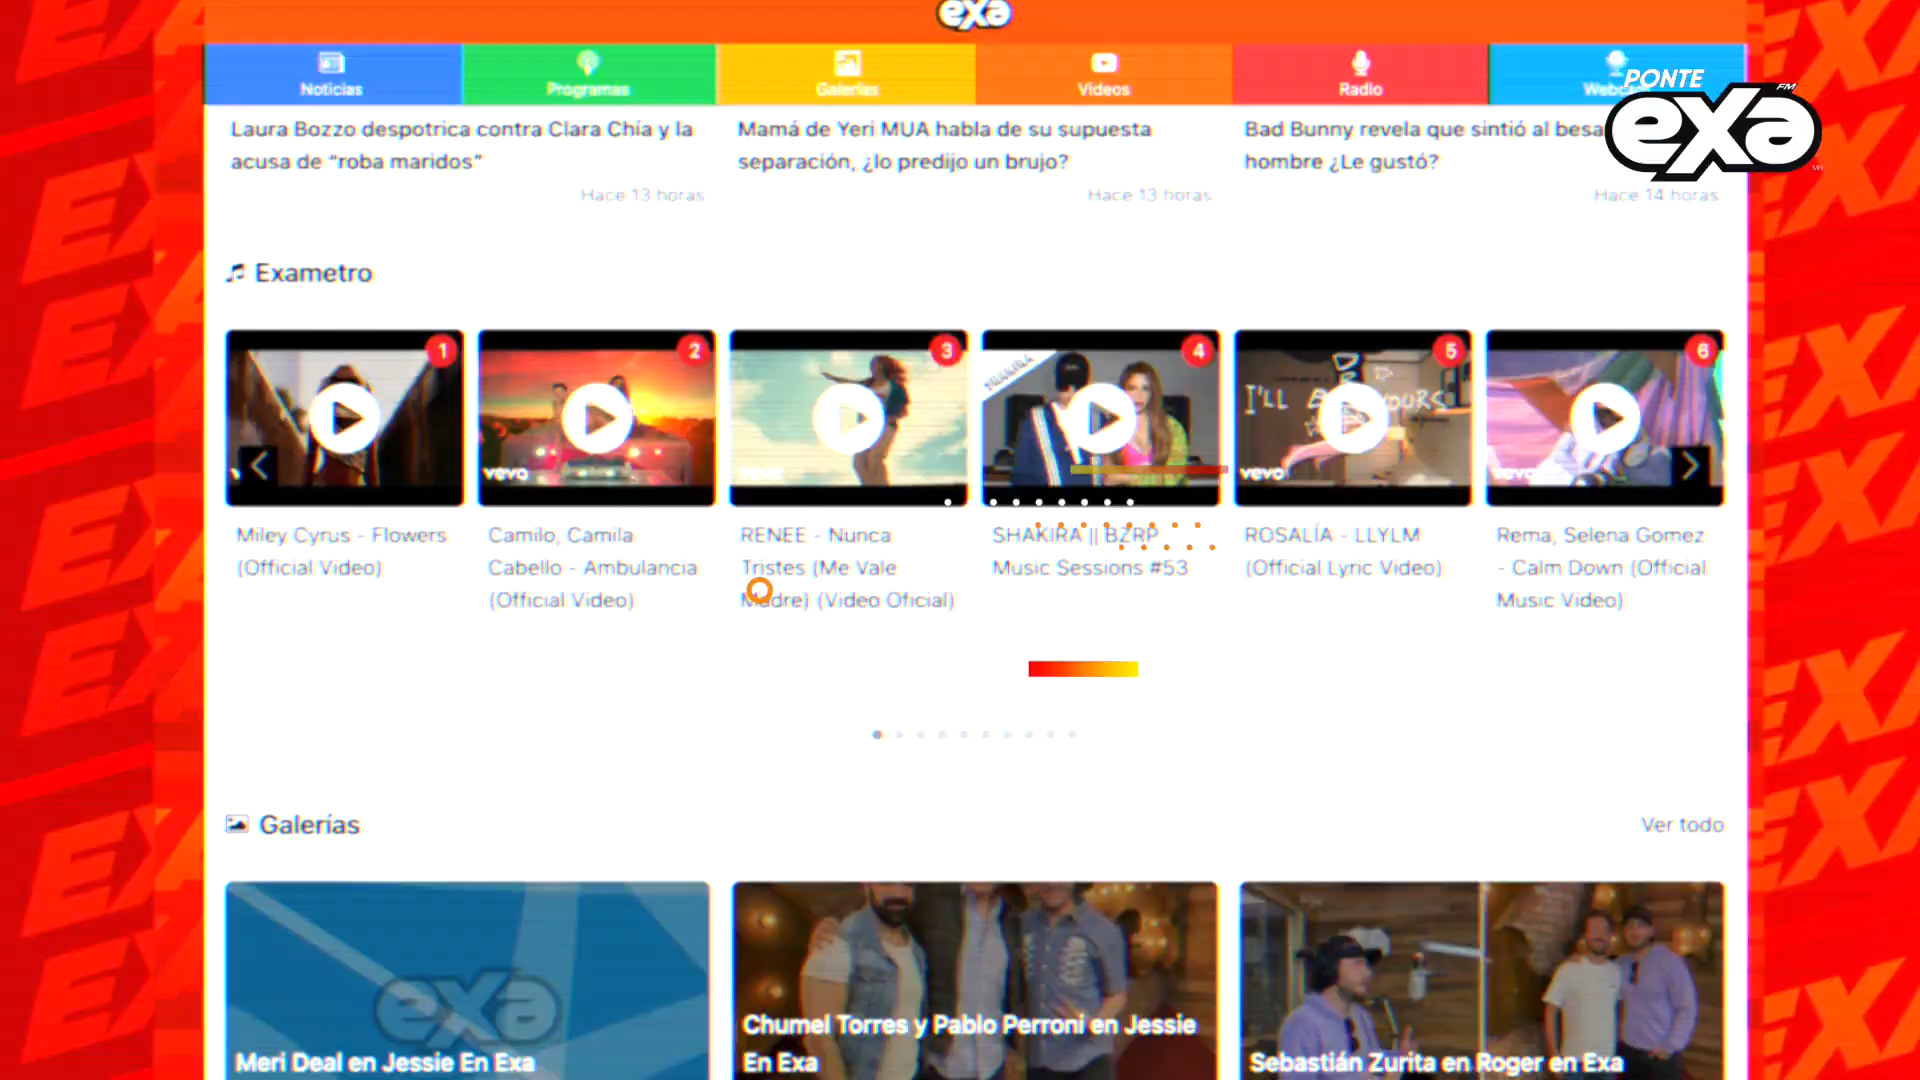 exa
Noticias
Programas
Galerías
Videos
Radio
PONTE
exa
FM
Laura Bozzo despotrica contra Clara Chía y la
acusa de “roba maridos”
Hace 13 horas
Mamá de Yeri MUA habla de su supuesta
separación, ¿lo predijo un brujo?
Hace 13 horas
Bad Bunny revela que sintió al
hombre ¿Le gustó?
Hace 14 horas
Exametro
1
2
3
4
5
6
vevo
SHAKIRA
I'LL
vevo
Miley Cyrus - Flowers
(Official Video)
Camilo, Camila
Cabello - Ambulancia
(Official Video)
RENEE - Nunca
Tristes (Me Vale
Madre) (Video Oficial)
SHAKIRA || BZRP
Music Sessions #53
ROSALÍA - LLYLM
(Official Lyric Video)
Rema, Selena Gomez
- Calm Down (Official
Music Video)
Galerías
Ver todo
exa
Meri Deal en Jessie En Exa
Chumel Torres y Pablo Perroni en Jessie
En Exa
Sebastián Zurita en Roger en Exa